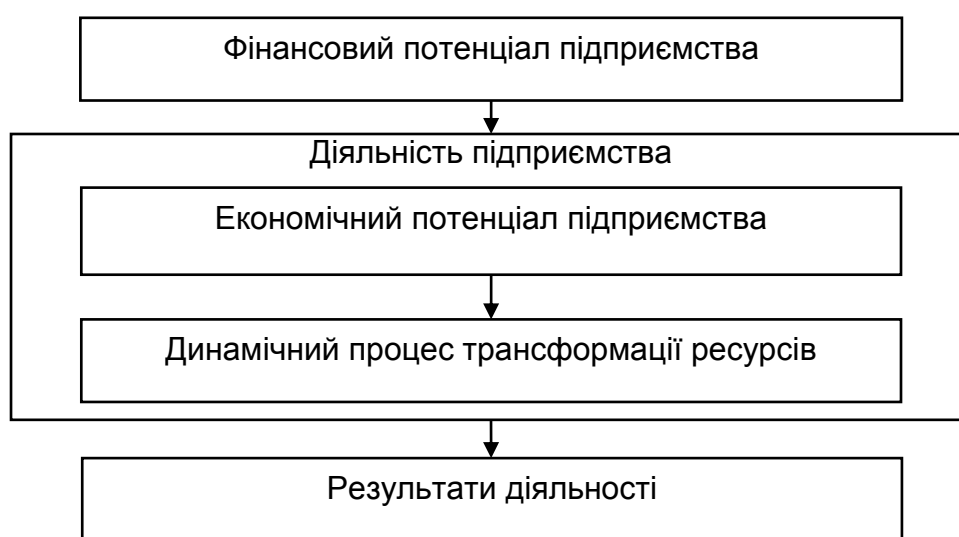 Фінансовий потенціал підприємства
Діяльність підприємства
Економічний потенціал підприємства
Динамічний процес трансформації ресурсів
Результати діяльності